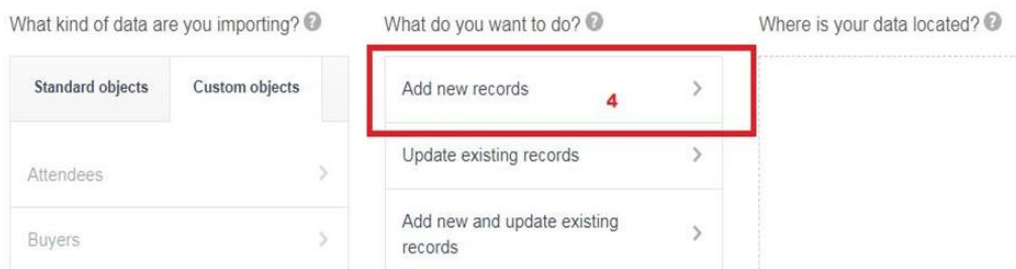 What kind of data are you importing? ?
What do you want to do? ?
Where is your data located? ?
Standard objects
Custom objects
Attendees
Buyers
Add new records
4
Update existing records
Add new and update existing
records